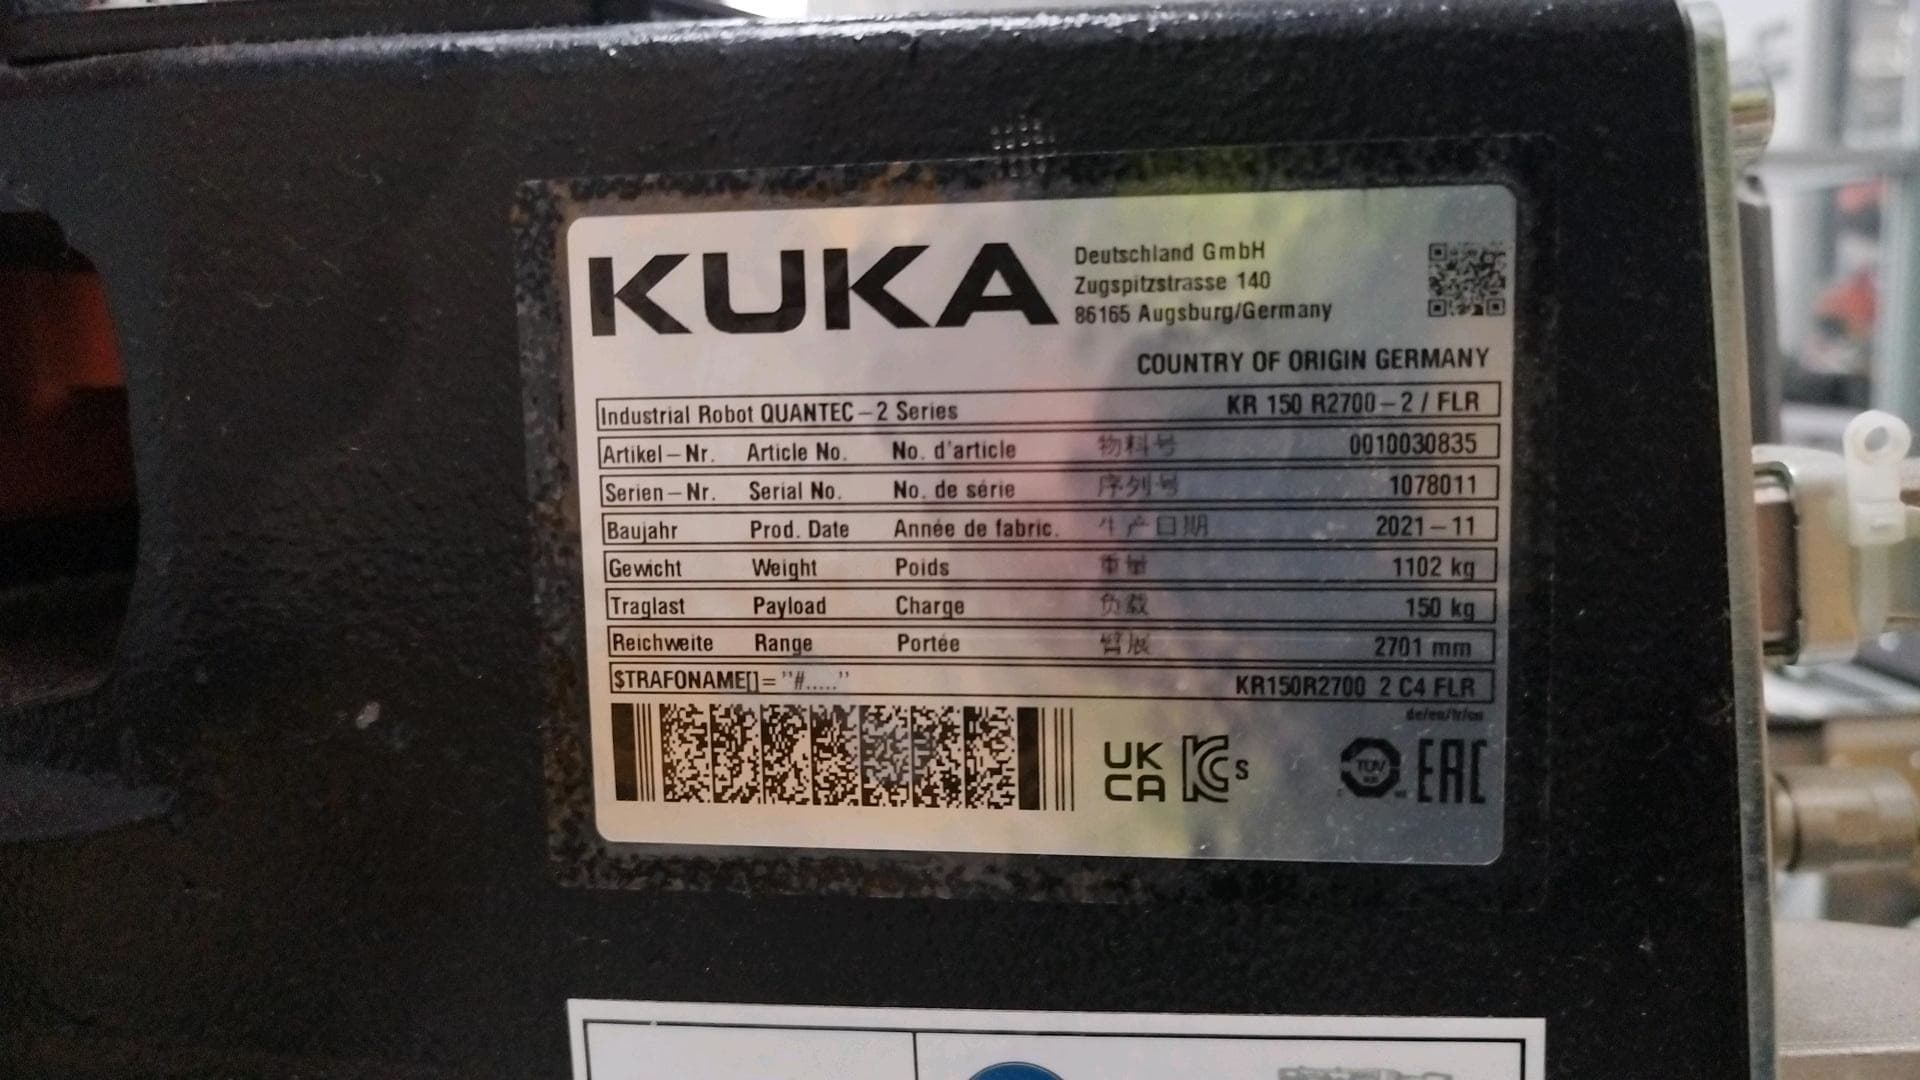 KUKA
Deutschland GmbH
Zugspitzstrasse 140
86165 Augsburg/Germany
COUNTRY OF ORIGIN GERMANY
Industrial Robot QUANTEC-2 Series KR 150 R2700-2 / FLR
Artikel-Nr. Article No. No. d'article 物料号 0010030835
Serien-Nr. Serial No. No. de série 序列号 1078011
Baujahr Prod. Date Année de fabric. 生产日期 2021-11
Gewicht Weight Poids 重量 1102 kg
Traglast Payload Charge 负载 150 kg
Reichweite Range Portée 臂展 2701 mm
$TRAFONAME[]="#....." KR150R2700 2 C4 FLR
de/en/fr/cn
UK
CA
S
TÜV
EAC